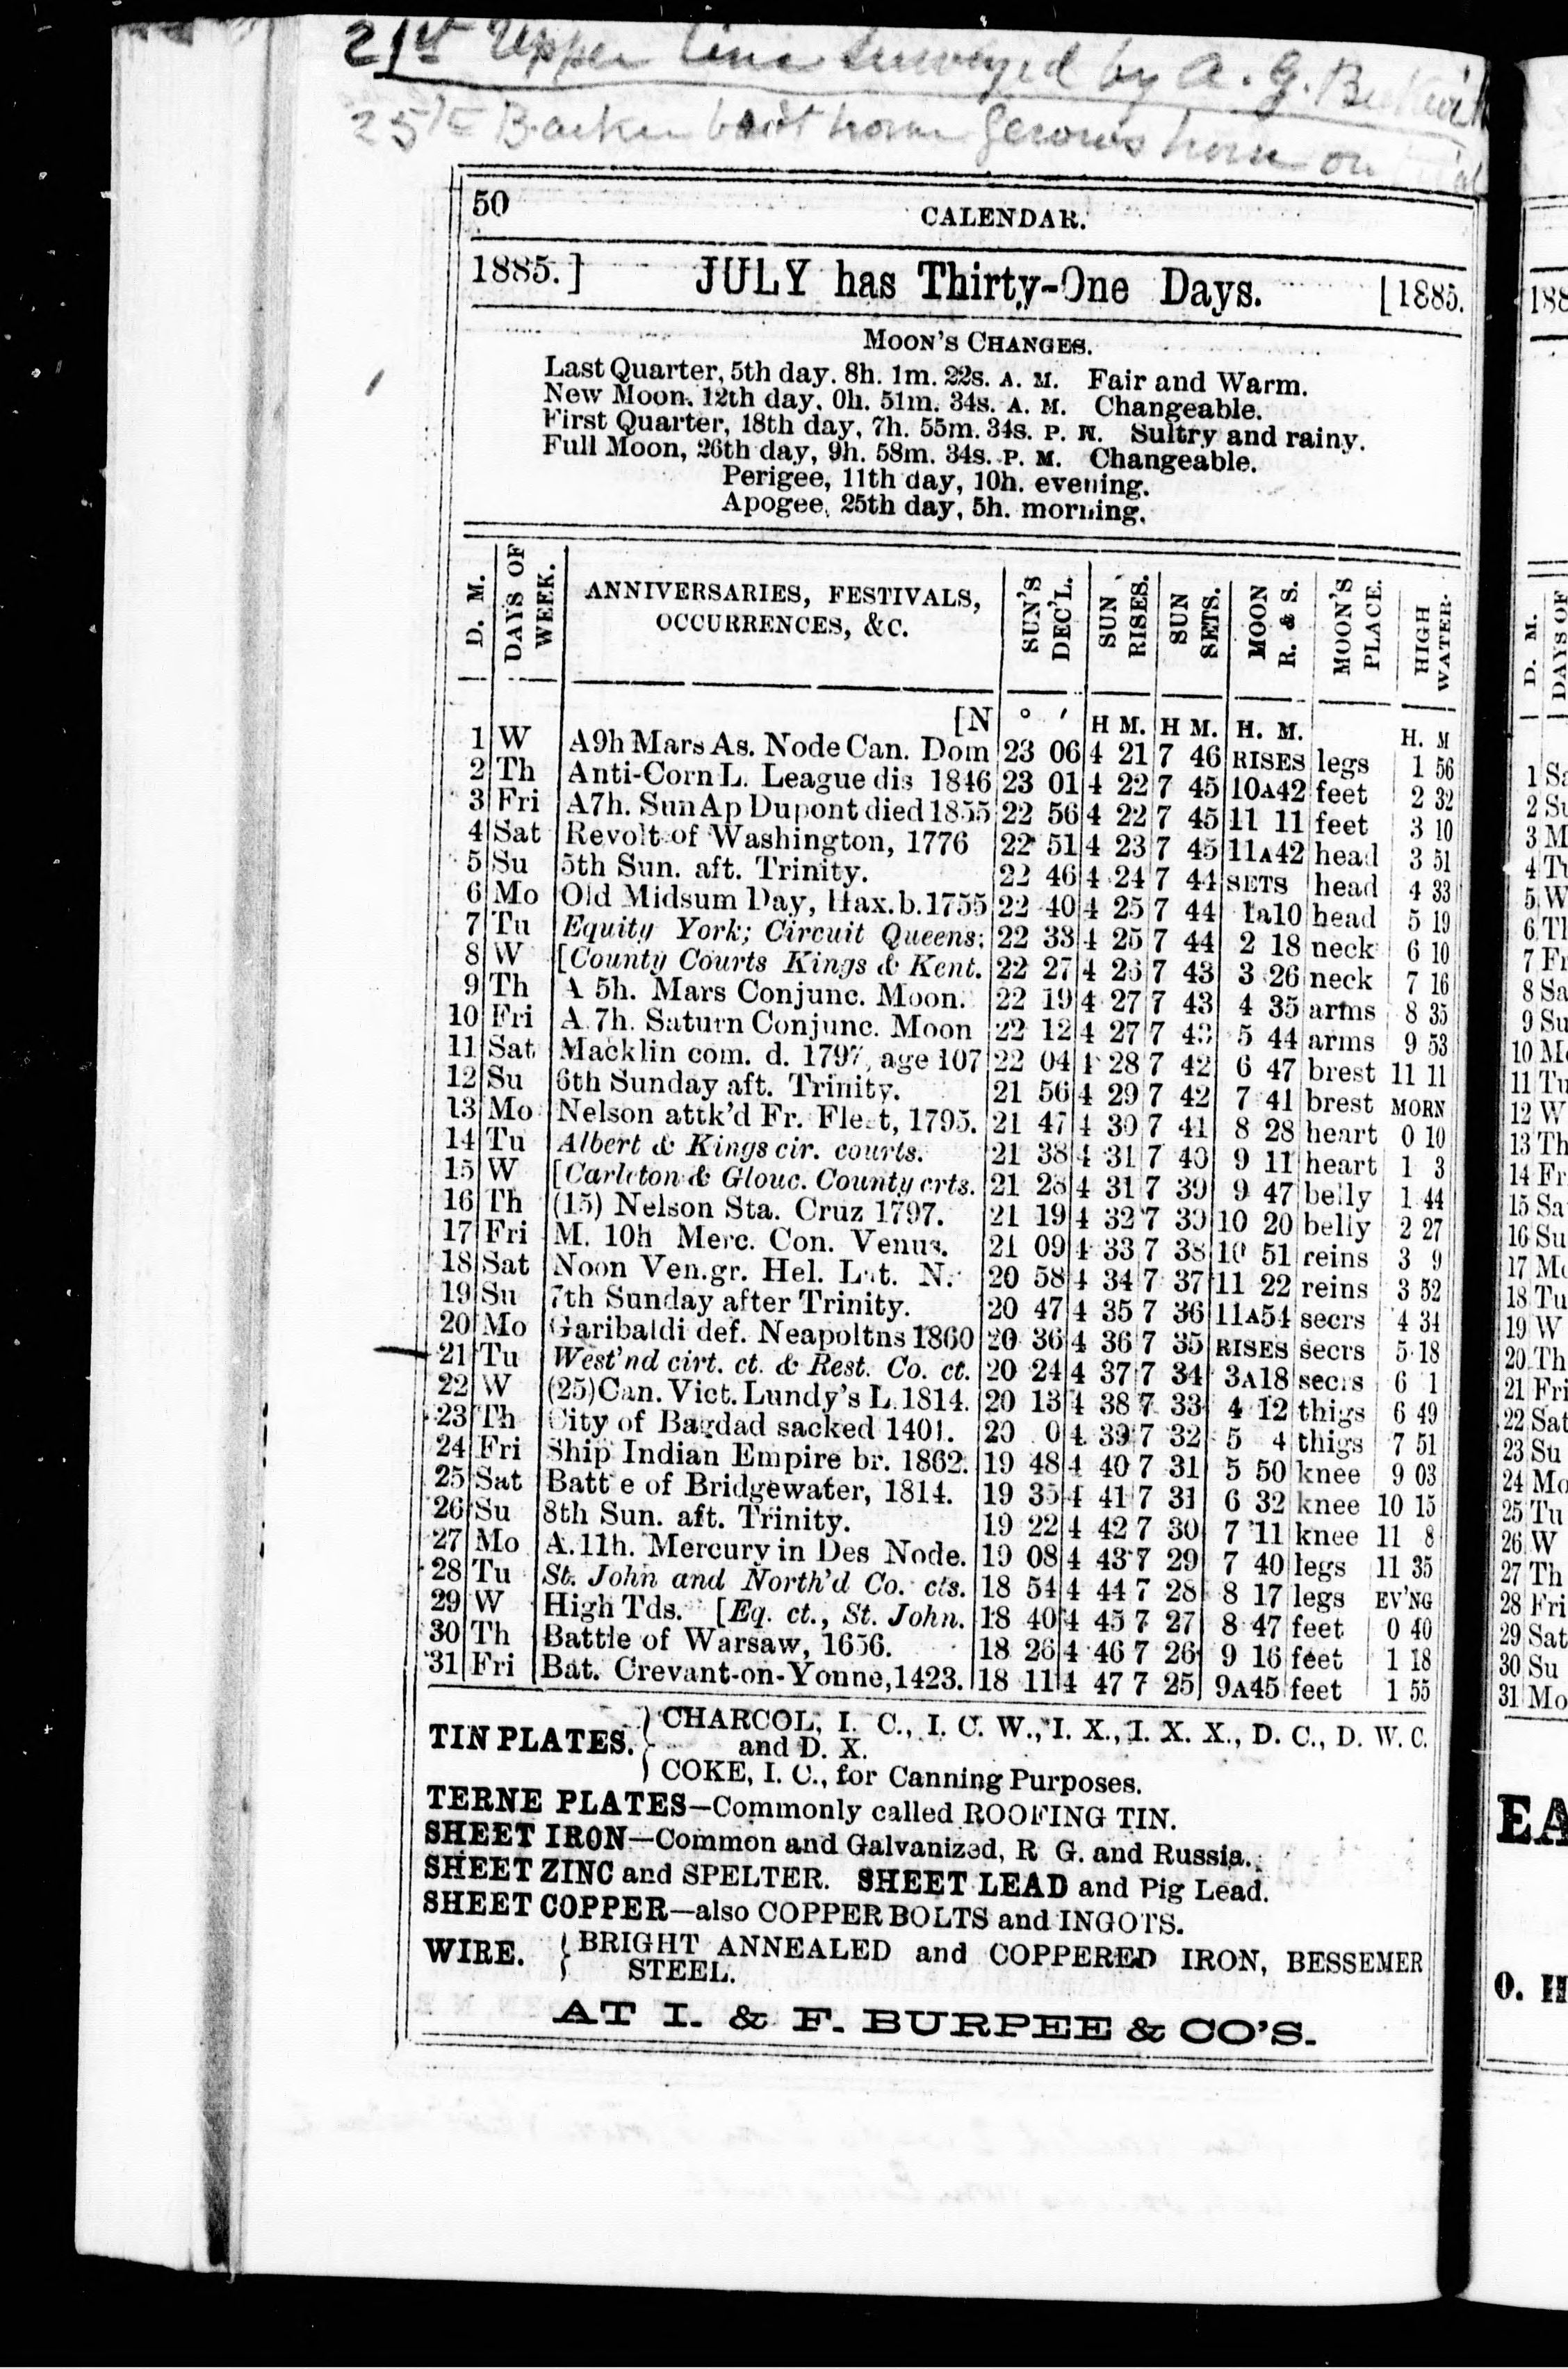 21st Upper line surveyed by A. G. Beckwith
25th home Gerow's horse on
50 CALENDAR.
1885.] JULY has Thirty-One Days. [1885.
MOON'S CHANGES.
Last Quarter, 5th day. 8h. 1m. 22s. A. M. Fair and Warm.
New Moon. 12th day. 0h. 51m. 34s. A. M. Changeable.
First Quarter, 18th day, 7h. 55m. 34s. P. M. Sultry and rainy.
Full Moon, 26th day, 9h. 58m. 34s. P. M. Changeable.
Perigee, 11th day, 10h. evening.
Apogee, 25th day, 5h. morning.
D. M. DAYS OF WEEK. ANNIVERSARIES, FESTIVALS, OCCURRENCES, &C. SUN'S DEC'L. SUN RISES. SUN SETS. MOON R. & S. MOON'S PLACE. HIGH WATER.
[N ° ′ H M. H M. H. M. H. M
1 W A9h Mars As. Node Can. Dom 23 06 4 21 7 46 RISES legs 1 56
2 Th Anti-Corn L. League dis 1846 23 01 4 22 7 45 10A42 feet 2 32
3 Fri A7h. Sun Ap Dupont died 1855 22 56 4 22 7 45 11 11 feet 3 10
4 Sat Revolt of Washington, 1776 22 51 4 23 7 45 11A42 head 3 51
5 Su 5th Sun. aft. Trinity. 22 46 4 24 7 44 SETS head 4 33
6 Mo Old Midsum Day, Hax.b.1755 22 40 4 25 7 44 1a10 head 5 19
7 Tu Equity York; Circuit Queens; 22 33 4 25 7 44 2 18 neck 6 10
8 W [County Courts Kings & Kent. 22 27 4 26 7 43 3 26 neck 7 16
9 Th A 5h. Mars Conjunc. Moon. 22 19 4 27 7 43 4 35 arms 8 35
10 Fri A 7h. Saturn Conjunc. Moon 22 12 4 27 7 43 5 44 arms 9 53
11 Sat Macklin com. d. 1797, age 107 22 04 4 28 7 42 6 47 brest 11 11
12 Su 6th Sunday aft. Trinity. 21 56 4 29 7 42 7 41 brest MORN
13 Mo Nelson attk'd Fr. Fleet, 1795. 21 47 4 30 7 41 8 28 heart 0 10
14 Tu Albert & Kings cir. courts. 21 38 4 31 7 40 9 11 heart 1 3
15 W [Carleton & Glouc. County crts. 21 28 4 31 7 39 9 47 belly 1 44
16 Th (15) Nelson Sta. Cruz 1797. 21 19 4 32 7 39 10 20 belly 2 27
17 Fri M. 10h Merc. Con. Venus. 21 09 4 33 7 38 10 51 reins 3 9
18 Sat Noon Ven.gr. Hel. Lat. N. 20 58 4 34 7 37 11 22 reins 3 52
19 Su 7th Sunday after Trinity. 20 47 4 35 7 36 11A54 secrs 4 34
20 Mo Garibaldi def. Neapoltns 1860 20 36 4 36 7 35 RISES secrs 5 18
21 Tu West'nd cirt. ct. & Rest. Co. ct. 20 24 4 37 7 34 3A18 secrs 6 1
22 W (25)Can. Vict. Lundy's L.1814. 20 13 4 38 7 33 4 12 thigs 6 49
23 Th City of Bagdad sacked 1401. 20 0 4 39 7 32 5 4 thigs 7 51
24 Fri Ship Indian Empire br. 1862. 19 48 4 40 7 31 5 50 knee 9 03
25 Sat Batt e of Bridgewater, 1814. 19 35 4 41 7 31 6 32 knee 10 15
26 Su 8th Sun. aft. Trinity. 19 22 4 42 7 30 7 11 knee 11 8
27 Mo A. 11h. Mercury in Des Node. 19 08 4 43 7 29 7 40 legs 11 35
28 Tu St. John and North'd Co. cts. 18 54 4 44 7 28 8 17 legs EV'NG
29 W High Tds. [Eq. ct., St. John. 18 40 4 45 7 27 8 47 feet 0 40
30 Th Battle of Warsaw, 1656. 18 26 4 46 7 26 9 16 feet 1 18
31 Fri Bat. Crevant-on-Yonne,1423. 18 11 4 47 7 25 9A45 feet 1 55
TIN PLATES. CHARCOL, I. C., I. C. W., I. X., I. X. X., D. C., D. W. C.
and D. X.
COKE, I. C., for Canning Purposes.
TERNE PLATES—Commonly called ROOFING TIN.
SHEET IRON—Common and Galvanized, R G. and Russia.
SHEET ZINC and SPELTER. SHEET LEAD and Pig Lead.
SHEET COPPER—also COPPER BOLTS and INGOTS.
WIRE. BRIGHT ANNEALED and COPPERED IRON, BESSEMER
STEEL.
AT I. & F. BURPEE & CO'S.